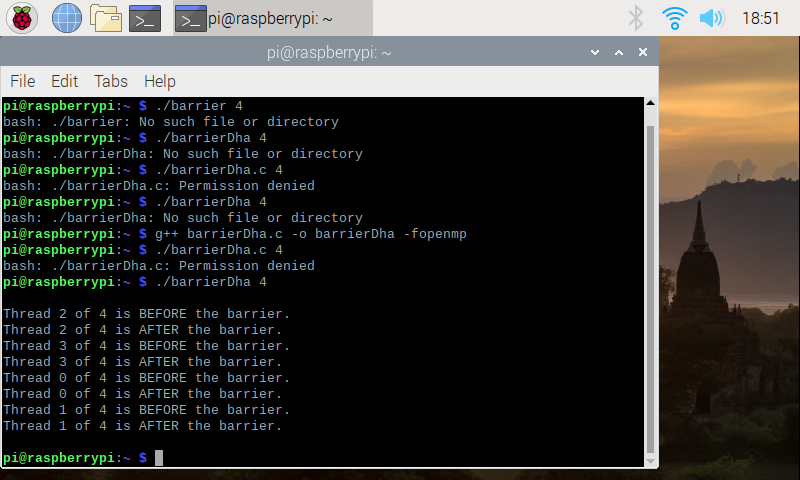 pi@raspberrypi: ~
18:51
pi@raspberrypi: ~
File Edit Tabs Help
pi@raspberrypi:~ $ ./barrier 4
bash: ./barrier: No such file or directory
pi@raspberrypi:~ $ ./barrierDha 4
bash: ./barrierDha: No such file or directory
pi@raspberrypi:~ $ ./barrierDha.c 4
bash: ./barrierDha.c: Permission denied
pi@raspberrypi:~ $ ./barrierDha 4
bash: ./barrierDha: No such file or directory
pi@raspberrypi:~ $ g++ barrierDha.c -o barrierDha -fopenmp
pi@raspberrypi:~ $ ./barrierDha.c 4
bash: ./barrierDha.c: Permission denied
pi@raspberrypi:~ $ ./barrierDha 4
Thread 2 of 4 is BEFORE the barrier.
Thread 2 of 4 is AFTER the barrier.
Thread 3 of 4 is BEFORE the barrier.
Thread 3 of 4 is AFTER the barrier.
Thread 0 of 4 is BEFORE the barrier.
Thread 0 of 4 is AFTER the barrier.
Thread 1 of 4 is BEFORE the barrier.
Thread 1 of 4 is AFTER the barrier.
pi@raspberrypi:~ $